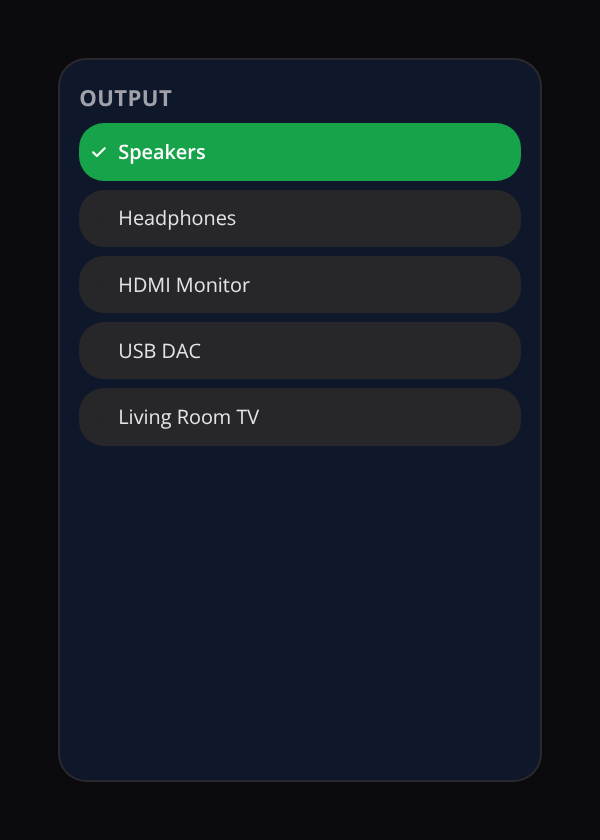 OUTPUT
Speakers
Headphones
HDMI Monitor
USB DAC
Living Room TV